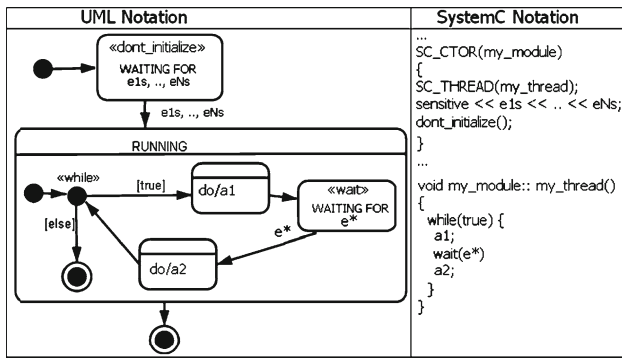 UML Notation
«dont_initialize»
WAITING FOR
e1s, .., eNs
e1s, .., eNs
RUNNING
«while»
[true]
do/a1
«wait»
WAITING FOR
e*
[else]
e*
do/a2
SystemC Notation
...
SC_CTOR(my_module)
{
SC_THREAD(my_thread);
sensitive << e1s << .. << eNs;
dont_initialize();
}
...
void my_module:: my_thread()
{
while(true) {
a1;
wait(e*)
a2;
}
}